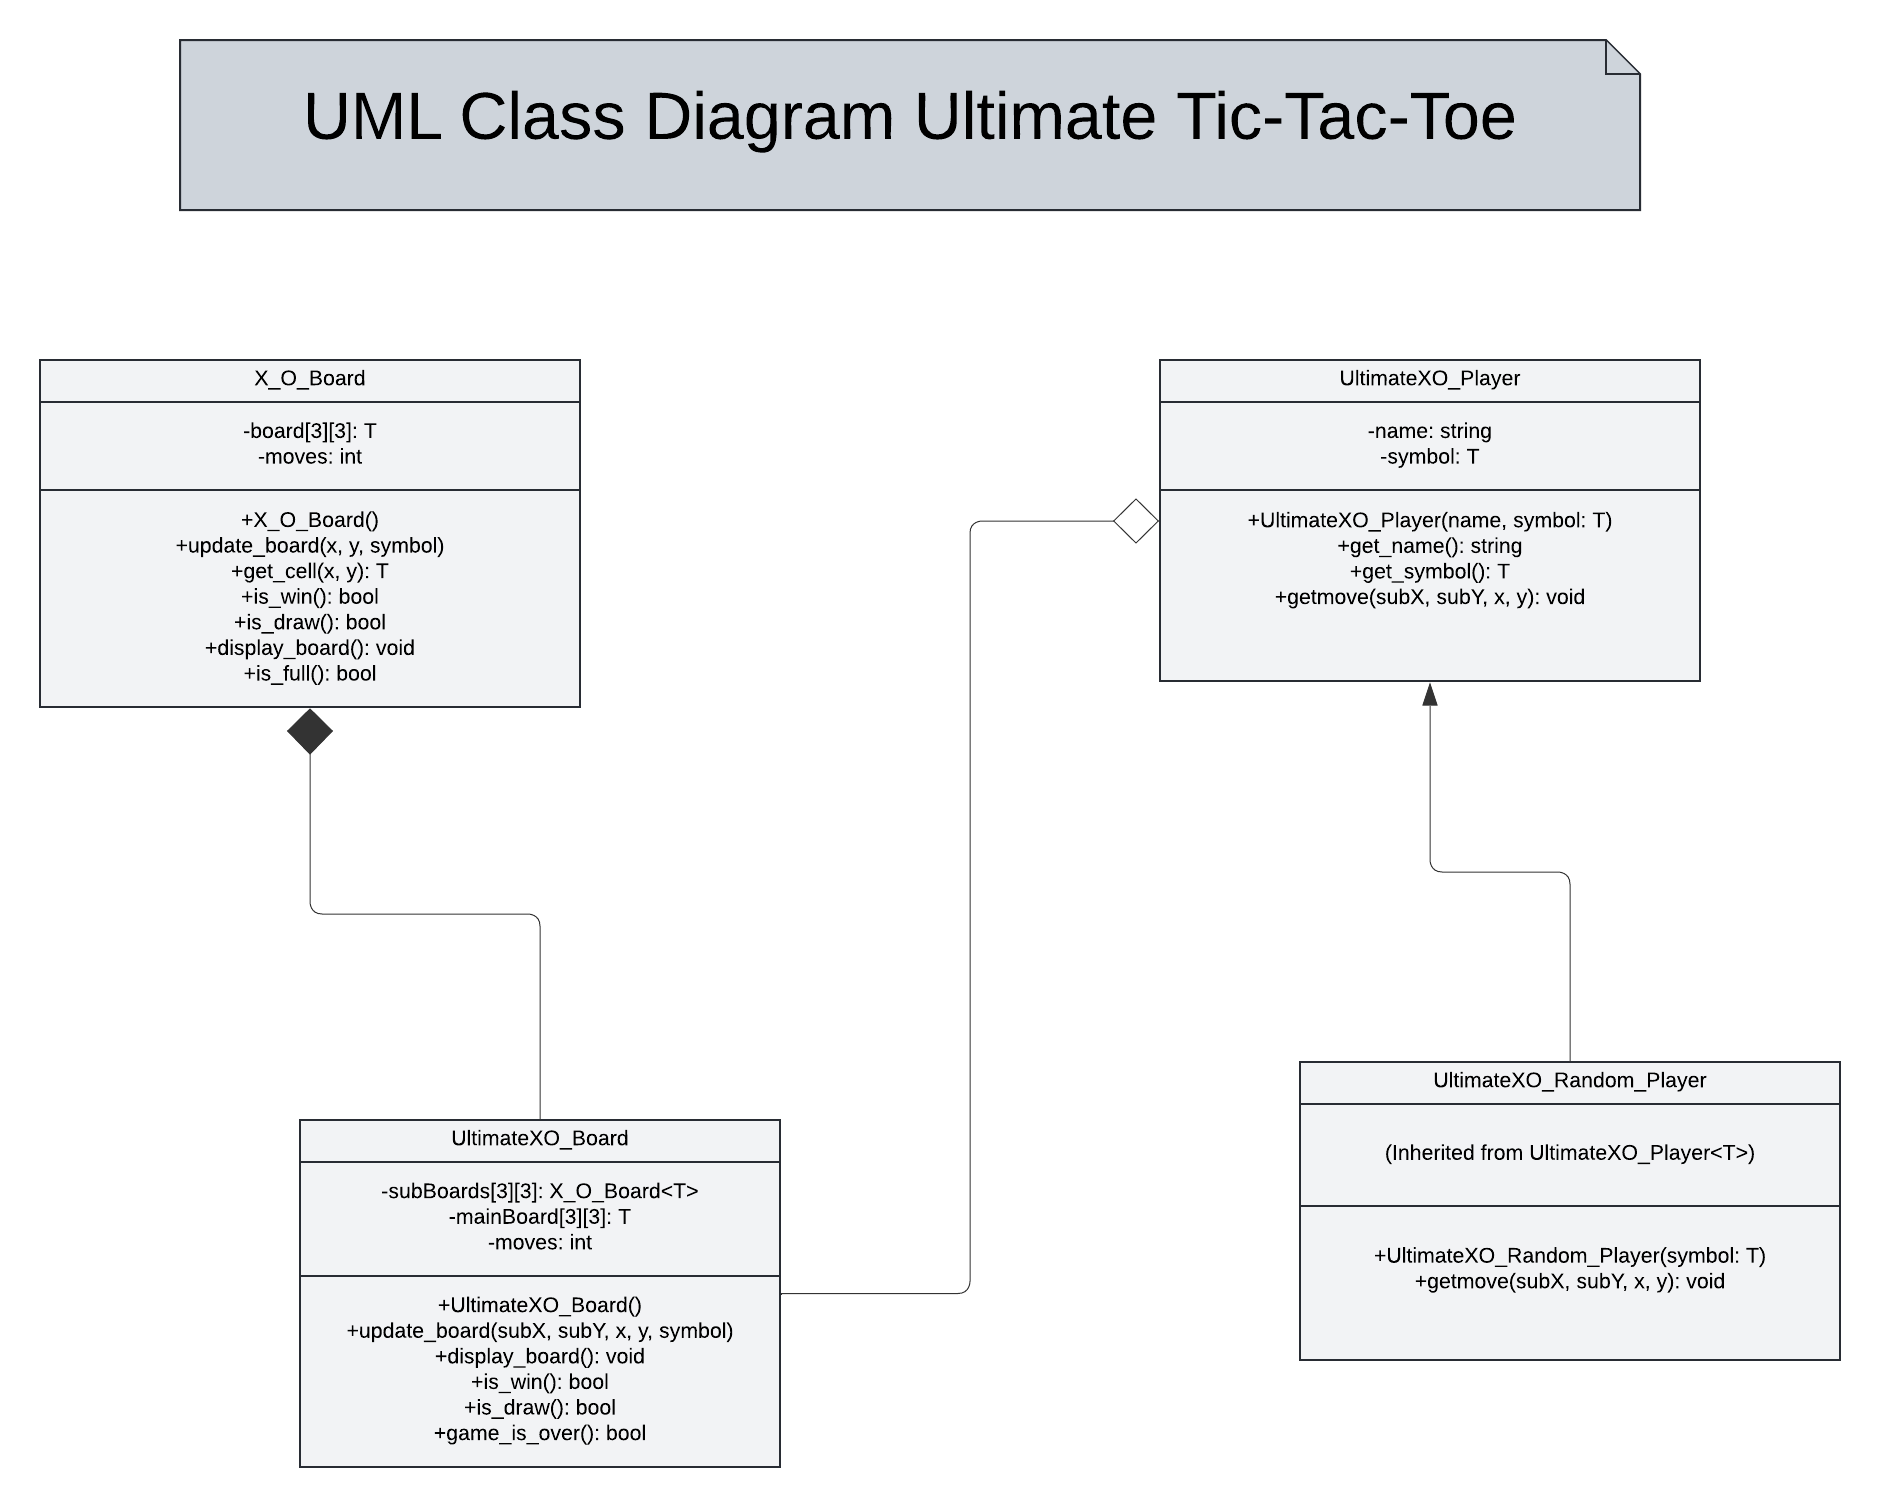 UML Class Diagram Ultimate Tic-Tac-Toe
X_O_Board
-board[3][3]: T
-moves: int
+X_O_Board()
+update_board(x, y, symbol)
+get_cell(x, y): T
+is_win(): bool
+is_draw(): bool
+display_board(): void
+is_full(): bool
UltimateXO_Player
-name: string
-symbol: T
+UltimateXO_Player(name, symbol: T)
+get_name(): string
+get_symbol(): T
+getmove(subX, subY, x, y): void
UltimateXO_Board
-subBoards[3][3]: X_O_Board<T>
-mainBoard[3][3]: T
-moves: int
+UltimateXO_Board()
+update_board(subX, subY, x, y, symbol)
+display_board(): void
+is_win(): bool
+is_draw(): bool
+game_is_over(): bool
UltimateXO_Random_Player
(Inherited from UltimateXO_Player<T>)
+UltimateXO_Random_Player(symbol: T)
+getmove(subX, subY, x, y): void